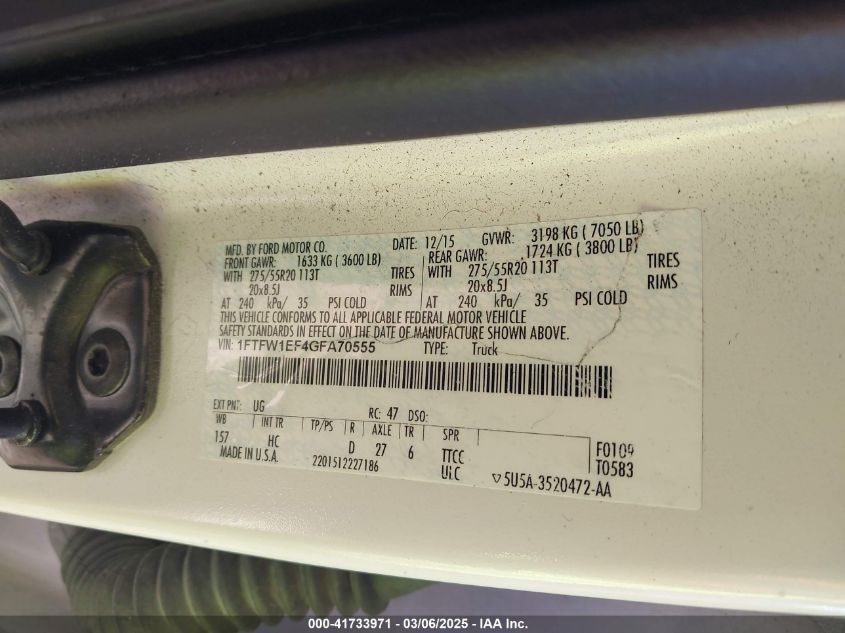 MFD. BY FORD MOTOR CO. DATE: 12/15 GVWR: 3198 KG ( 7050 LB)
FRONT GAWR: 1633 KG ( 3600 LB) REAR GAWR: 1724 KG ( 3800 LB)
WITH 275/55R20 113T TIRES WITH 275/55R20 113T TIRES
20x8.5J RIMS 20x8.5J RIMS
AT 240 kPa/ 35 PSI COLD AT 240 kPa/ 35 PSI COLD
THIS VEHICLE CONFORMS TO ALL APPLICABLE FEDERAL MOTOR VEHICLE
SAFETY STANDARDS IN EFFECT ON THE DATE OF MANUFACTURE SHOWN ABOVE.
VIN: 1FTFW1EF4GFA70555 TYPE: Truck
EXT PNT: UG RC: 47 DSO:
WB INT TR TP/PS R AXLE TR SPR
157 HC D 27 6 TTCC F0109
MADE IN U.S.A. 2201512227186 ULC T0583
▽5U5A-3520472-AA
000-41733971 / 03/06/2025 - IAA Inc.